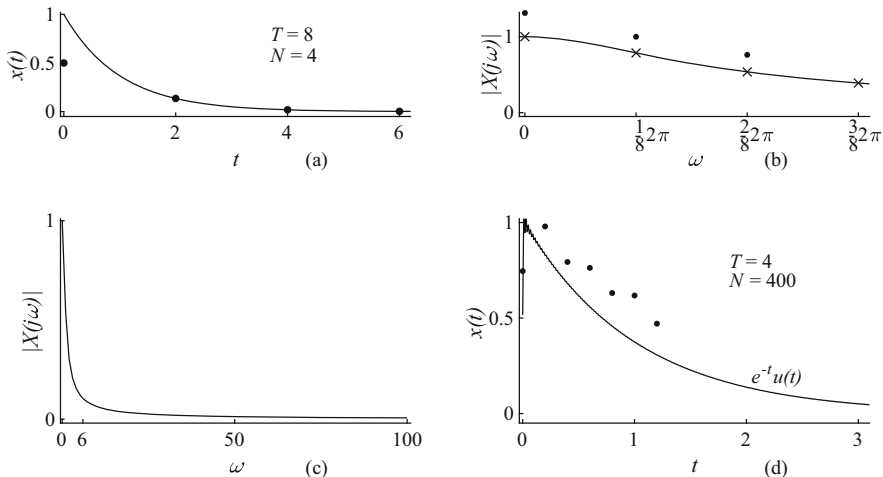 1
0.5
0
x(t)
T = 8
N = 4
0 2 4 6
t
(a)
1
1
|X(jω)|
0 1/8 2π 2/8 2π 3/8 2π
ω
(b)
1
0
|X(jω)|
0 6 50 100
ω
(c)
1
0.5
0
x(t)
T = 4
N = 400
e⁻ᵗu(t)
0 1 2 3
t
(d)